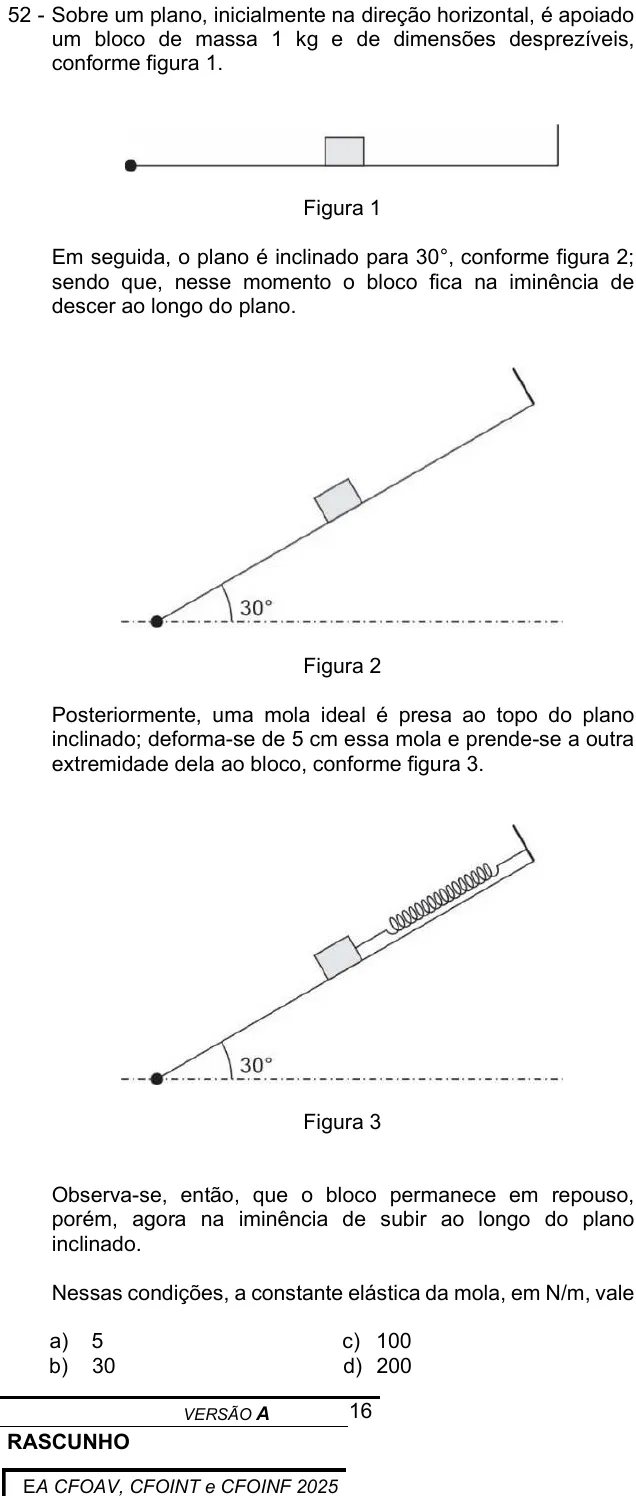 52 - Sobre um plano, inicialmente na direção horizontal, é apoiado
um bloco de massa 1 kg e de dimensões desprezíveis,
conforme figura 1.
Figura 1
Em seguida, o plano é inclinado para 30°, conforme figura 2;
sendo que, nesse momento o bloco fica na iminência de
descer ao longo do plano.
30°
Figura 2
Posteriormente, uma mola ideal é presa ao topo do plano
inclinado; deforma-se de 5 cm essa mola e prende-se a outra
extremidade dela ao bloco, conforme figura 3.
30°
Figura 3
Observa-se, então, que o bloco permanece em repouso,
porém, agora na iminência de subir ao longo do plano
inclinado.
Nessas condições, a constante elástica da mola, em N/m, vale
a) 5 c) 100
b) 30 d) 200
VERSÃO A 16
RASCUNHO
EA CFOAV, CFOINT e CFOINF 2025